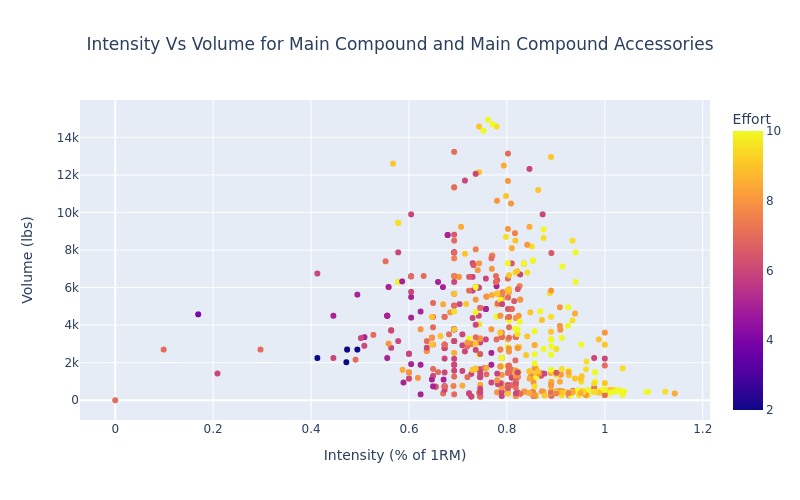 Intensity Vs Volume for Main Compound and Main Compound Accessories
Effort
10
8
6
4
2
14k
12k
10k
8k
6k
4k
2k
0
Volume (lbs)
0
0.2
0.4
0.6
0.8
1
1.2
Intensity (% of 1RM)